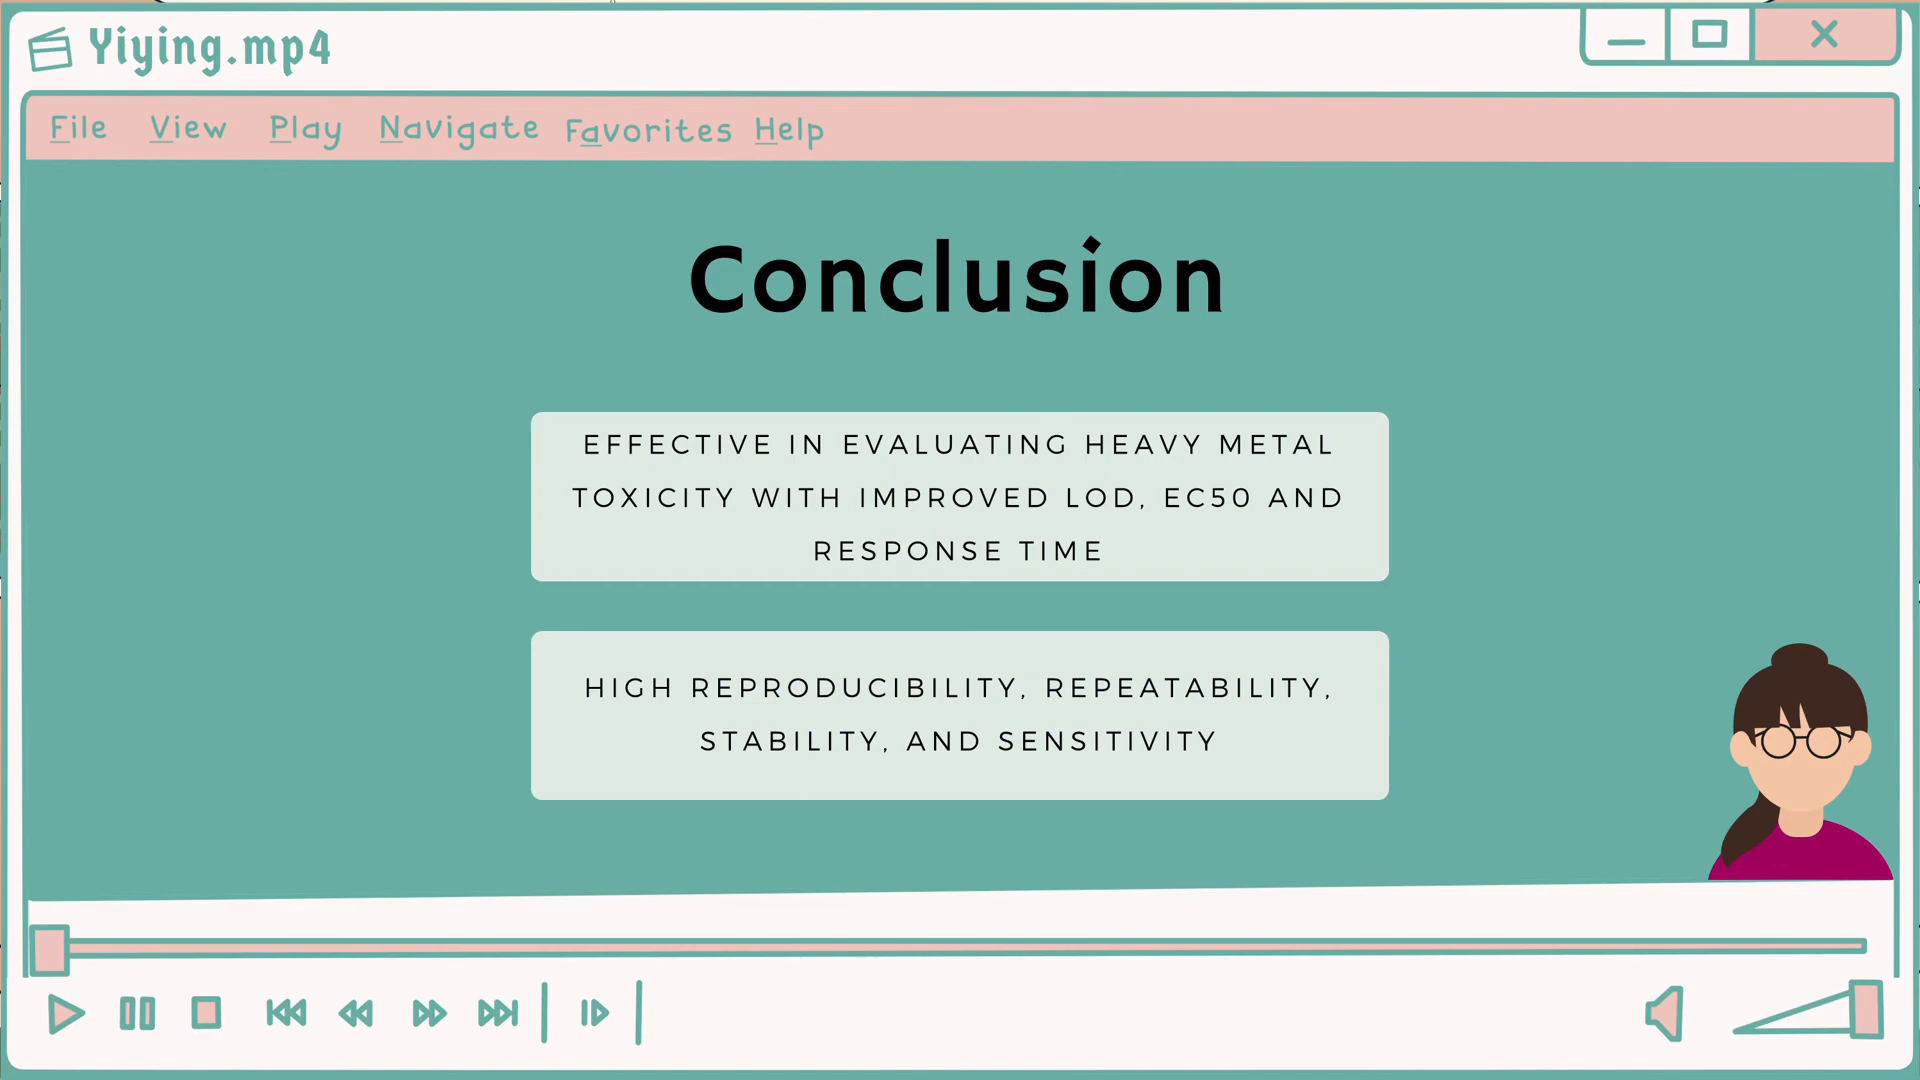 Yiying.mp4
File View Play Navigate Favorites Help
Conclusion
EFFECTIVE IN EVALUATING HEAVY METAL
TOXICITY WITH IMPROVED LOD, EC50 AND
RESPONSE TIME
HIGH REPRODUCIBILITY, REPEATABILITY,
STABILITY, AND SENSITIVITY